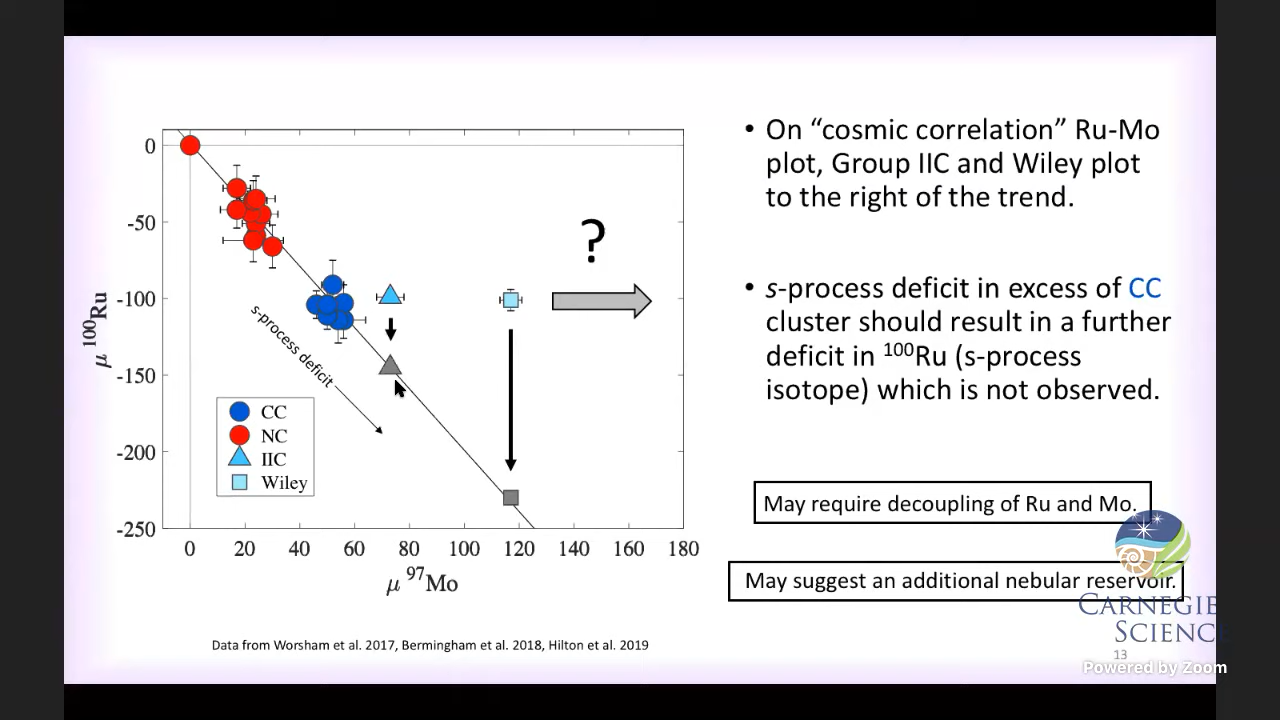 0
-50
-100
-150
-200
-250
μ ¹⁰⁰Ru
s-process deficit
?
CC
NC
IIC
Wiley
0 20 40 60 80 100 120 140 160 180
μ ⁹⁷Mo
Data from Worsham et al. 2017, Bermingham et al. 2018, Hilton et al. 2019
• On “cosmic correlation” Ru-Mo
plot, Group IIC and Wiley plot
to the right of the trend.
• s-process deficit in excess of CC
cluster should result in a further
deficit in ¹⁰⁰Ru (s-process
isotope) which is not observed.
May require decoupling of Ru and Mo.
May suggest an additional nebular reservoir.
CARNEGIE
SCIENCE
13
Powered by Zoom